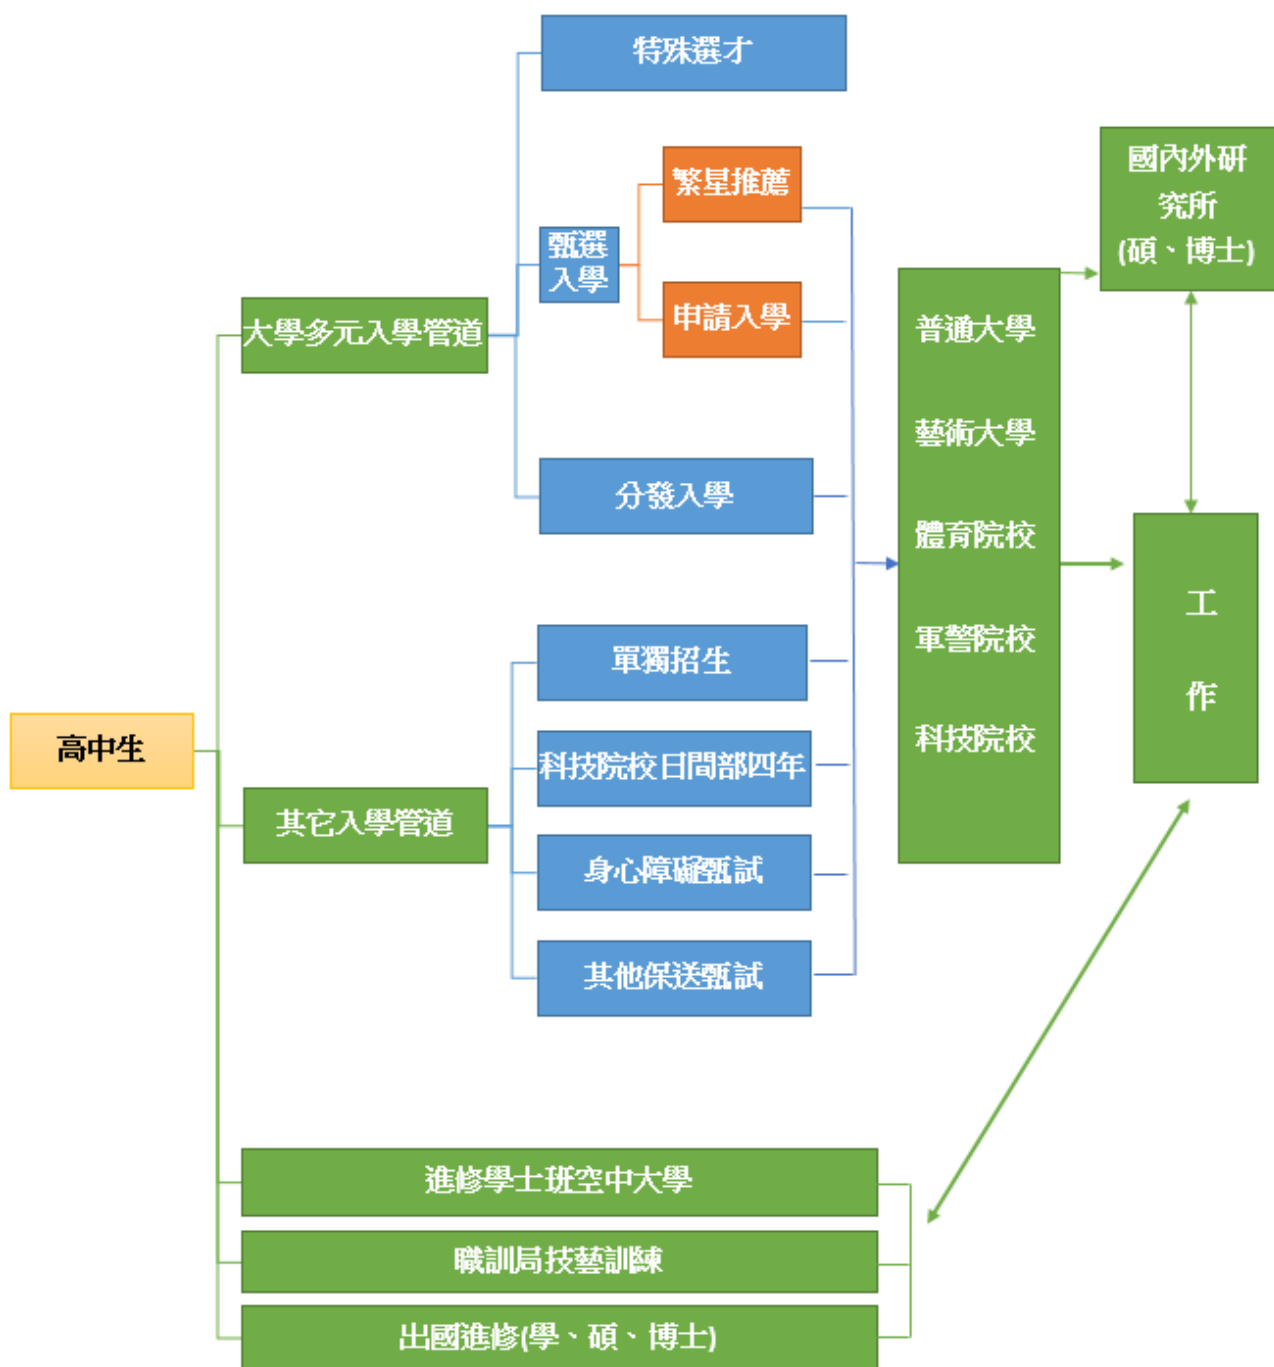 特殊選才
繁星推薦
甄選
入學
申請入學
大學多元入學管道
分發入學
國內外研
究所
(碩、博士)
普通大學
藝術大學
體育院校
軍警院校
科技院校
工
作
高中生
其它入學管道
單獨招生
科技院校日間部四年
身心障礙甄試
其他保送甄試
進修學士班空中大學
職訓局技藝訓練
出國進修(學、碩、博士)